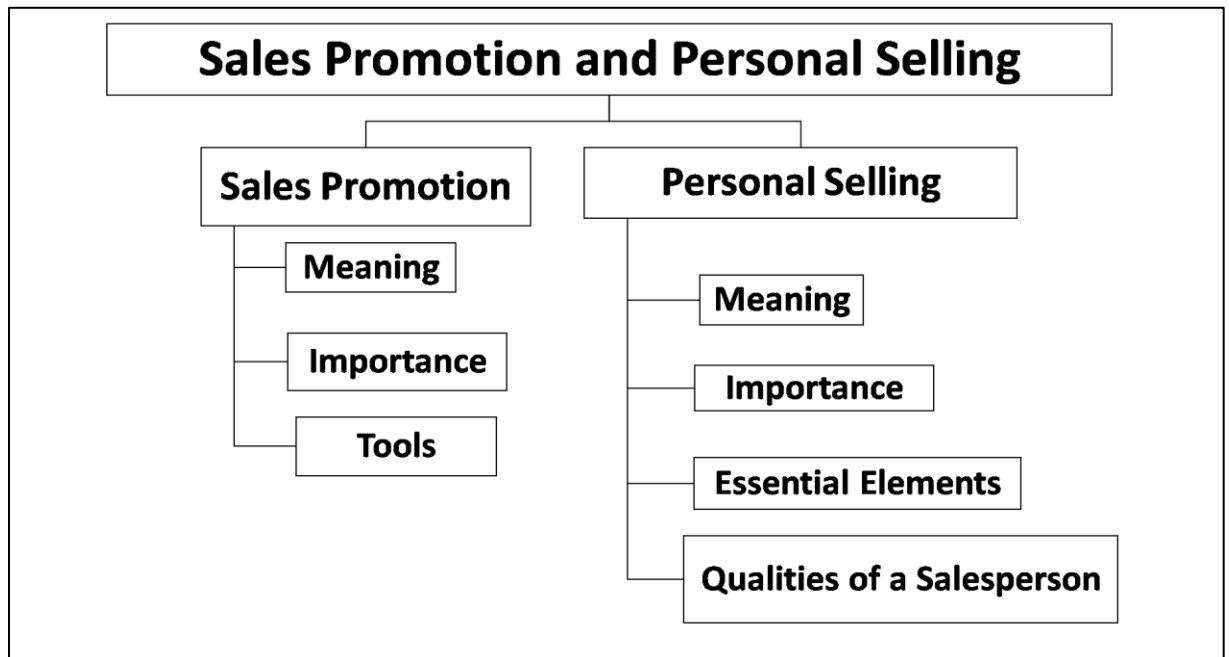 Sales Promotion and Personal Selling
Sales Promotion
Meaning
Importance
Tools
Personal Selling
Meaning
Importance
Essential Elements
Qualities of a Salesperson